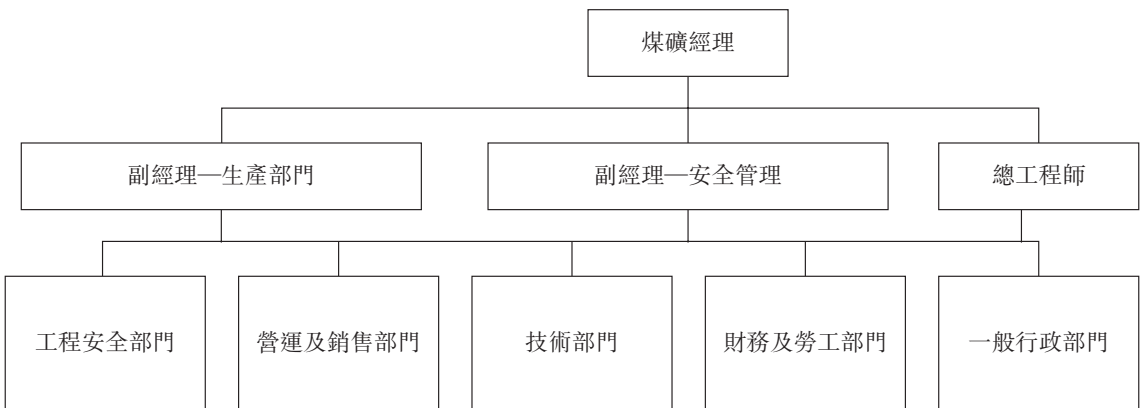 煤礦經理
副經理—生產部門
副經理—安全管理
總工程師
工程安全部門
營運及銷售部門
技術部門
財務及勞工部門
一般行政部門